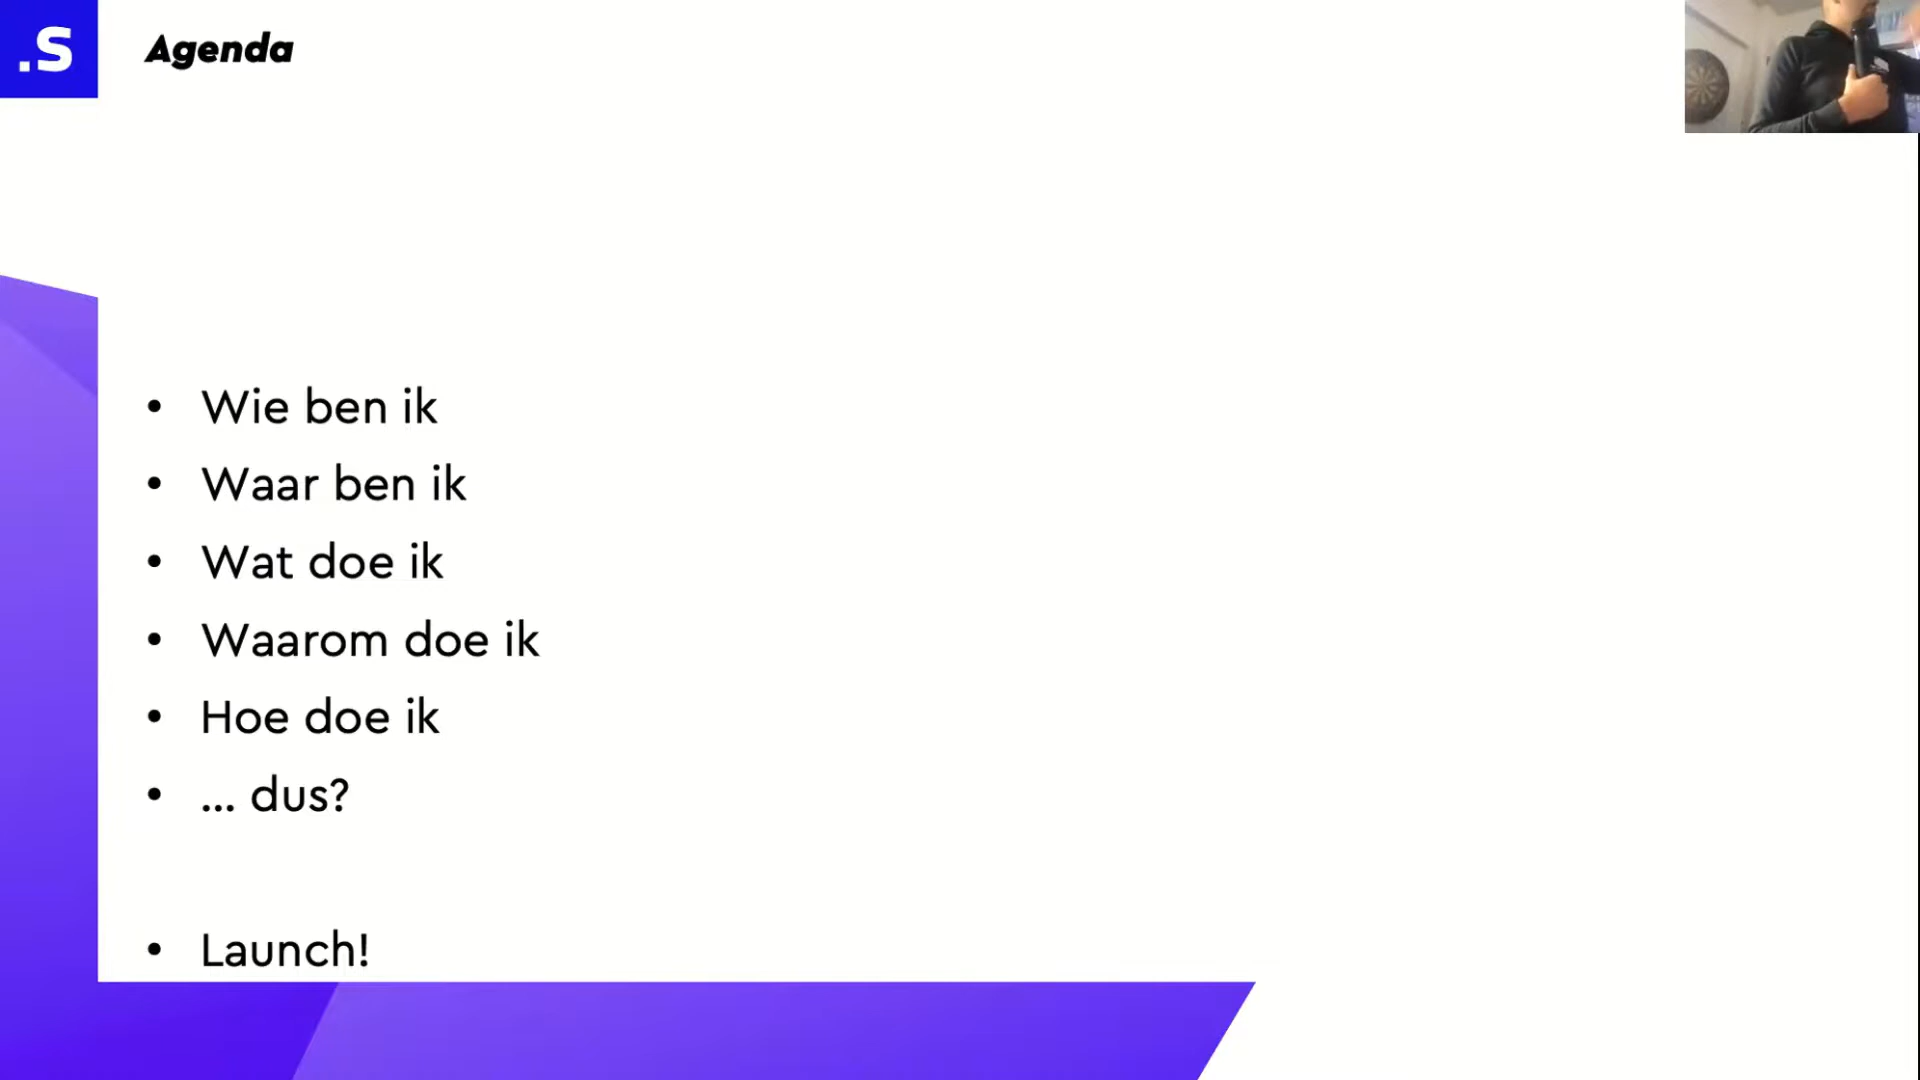 .S
Agenda
• Wie ben ik
• Waar ben ik
• Wat doe ik
• Waarom doe ik
• Hoe doe ik
• ... dus?
• Launch!